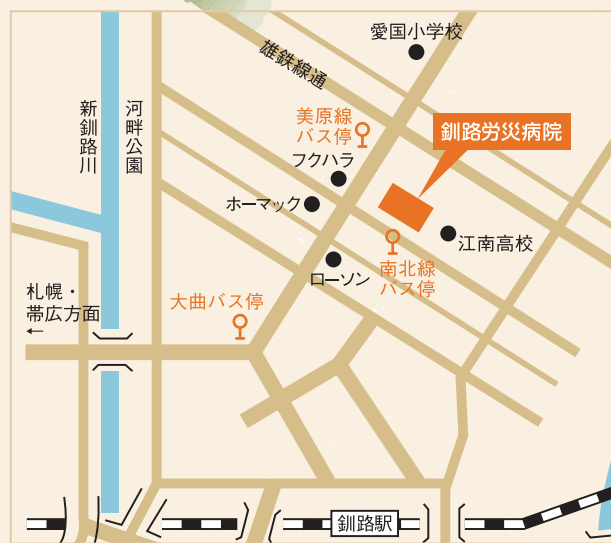 愛国小学校
雄鉄線通
美原線
バス停
新釧路川
河畔公園
釧路労災病院
フクハラ
ホーマック
江南高校
南北線
バス停
ローソン
札幌・
帯広方面
←
大曲バス停
釧路駅